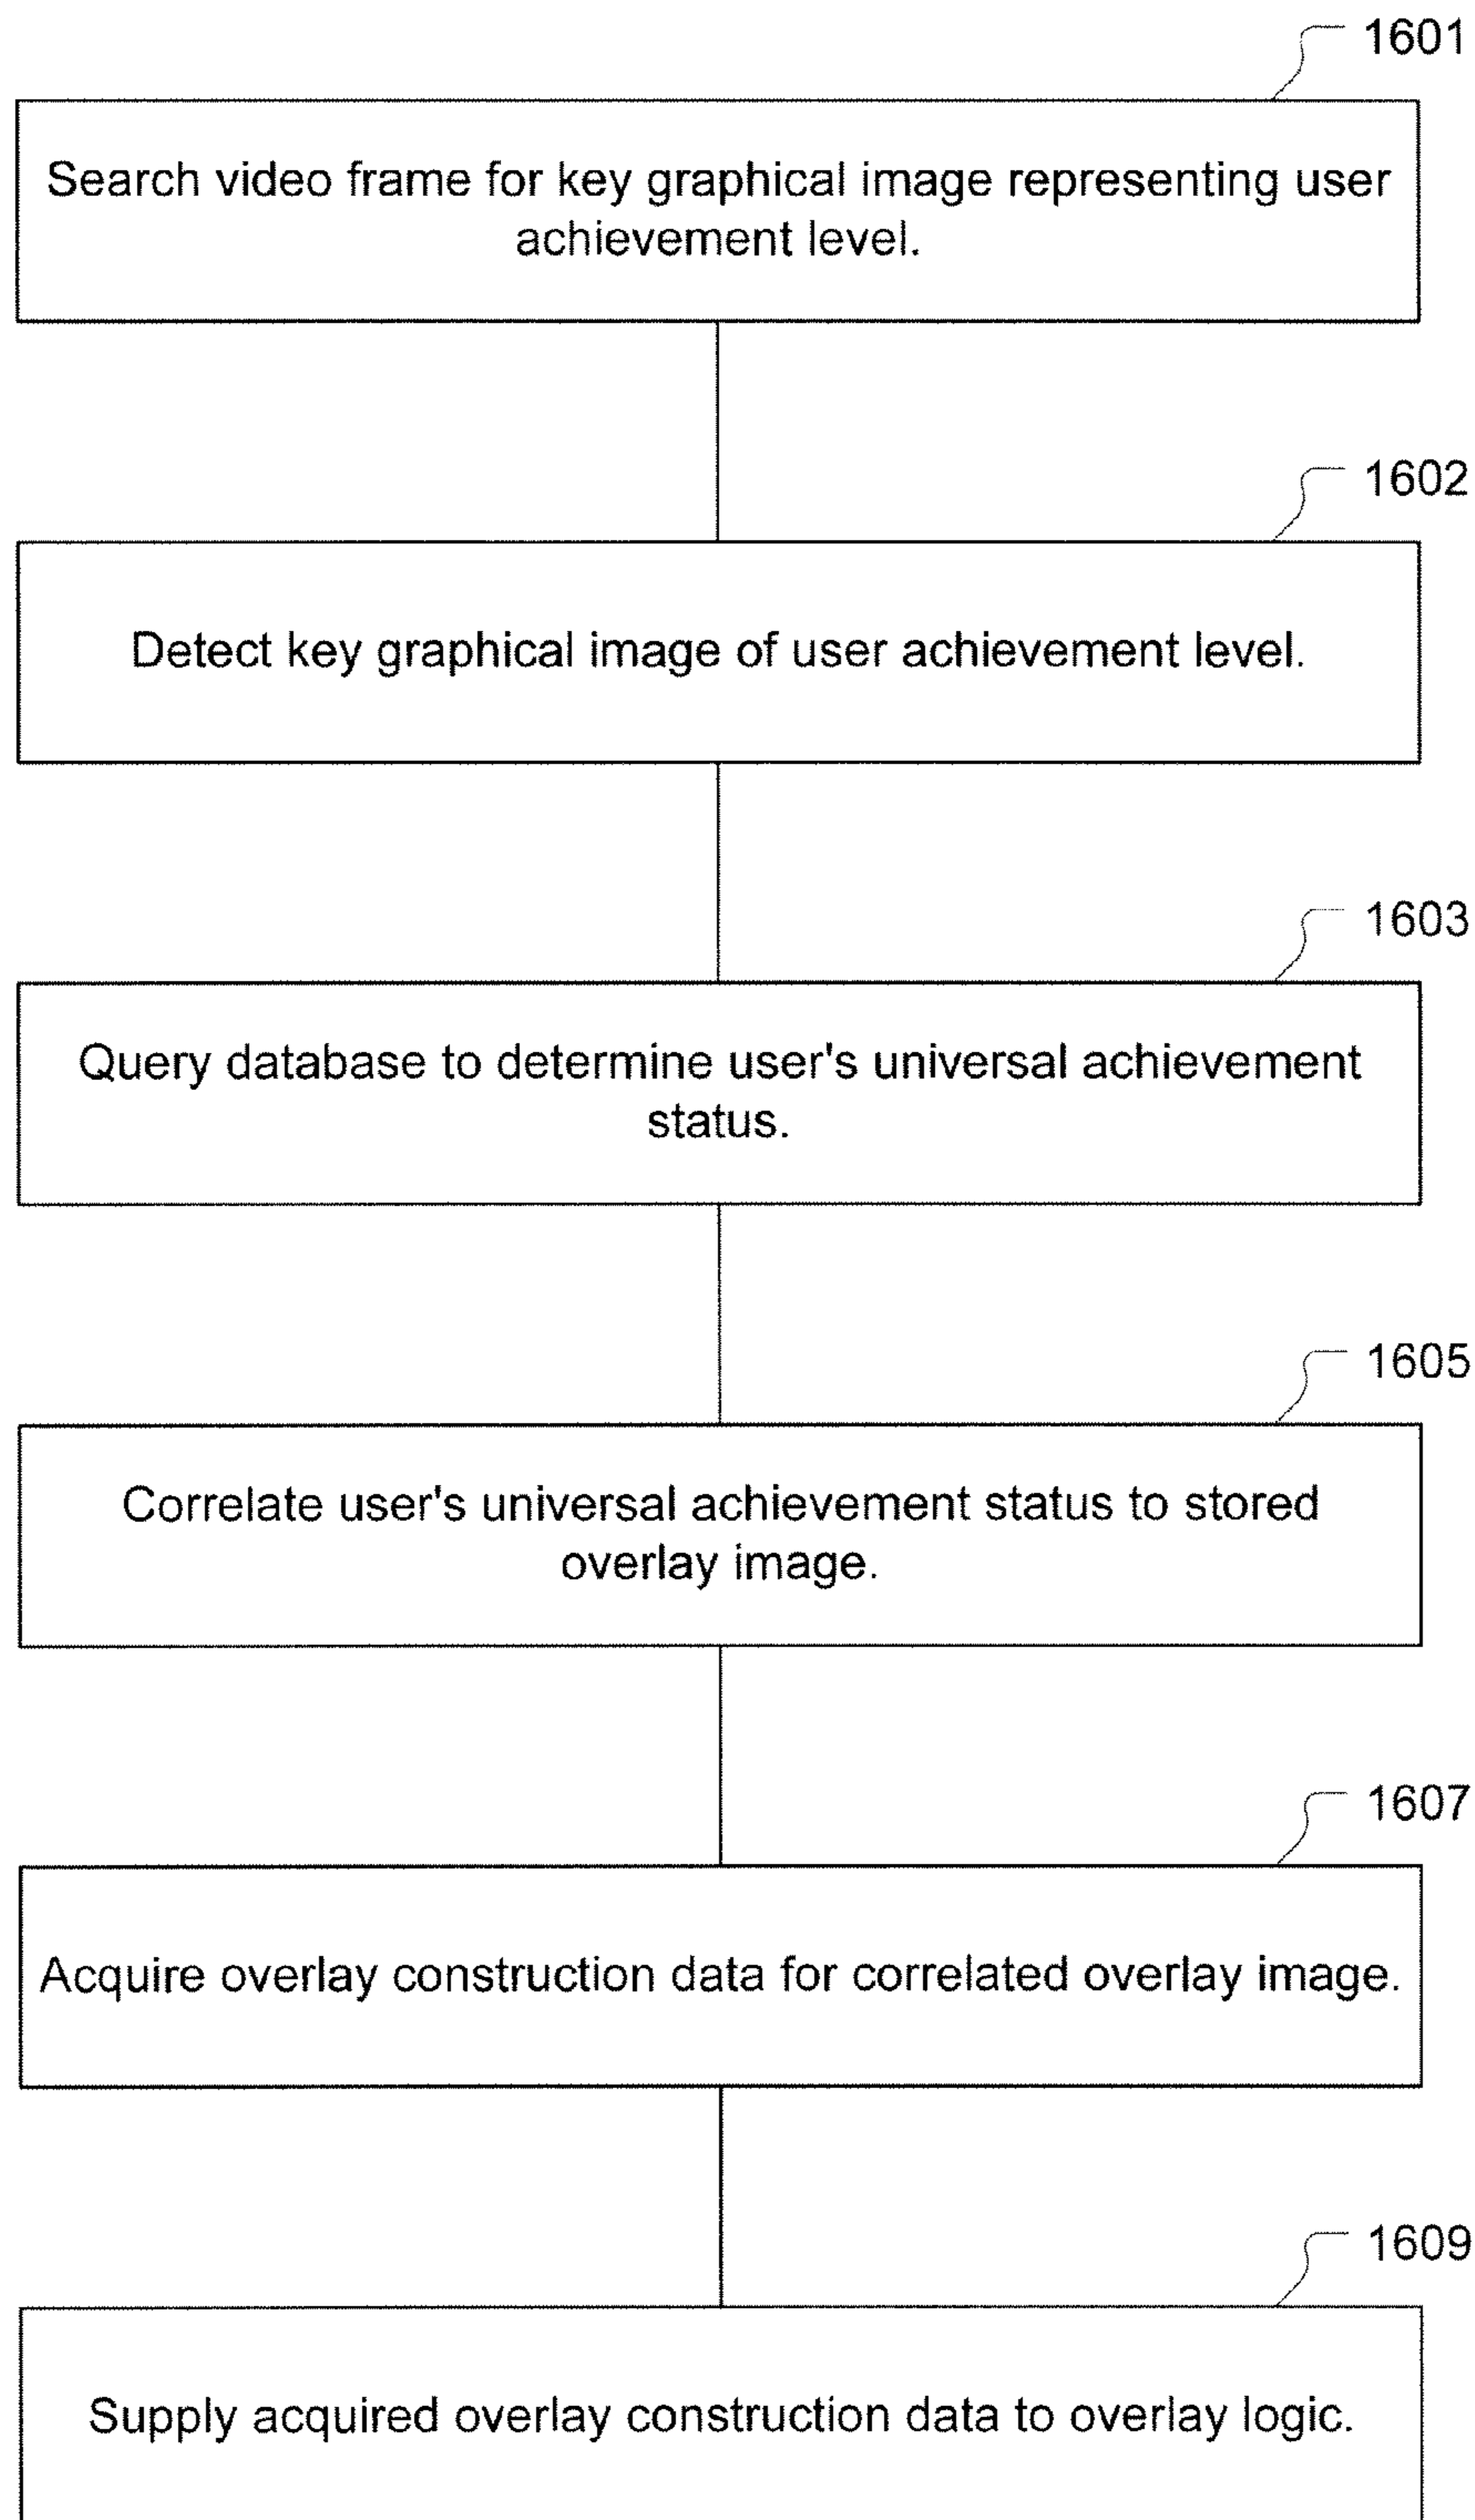 1601
Search video frame for key graphical image representing user
achievement level.
1602
Detect key graphical image of user achievement level.
1603
Query database to determine user's universal achievement
status.
1605
Correlate user's universal achievement status to stored
overlay image.
1607
Acquire overlay construction data for correlated overlay image.
1609
Supply acquired overlay construction data to overlay logic.